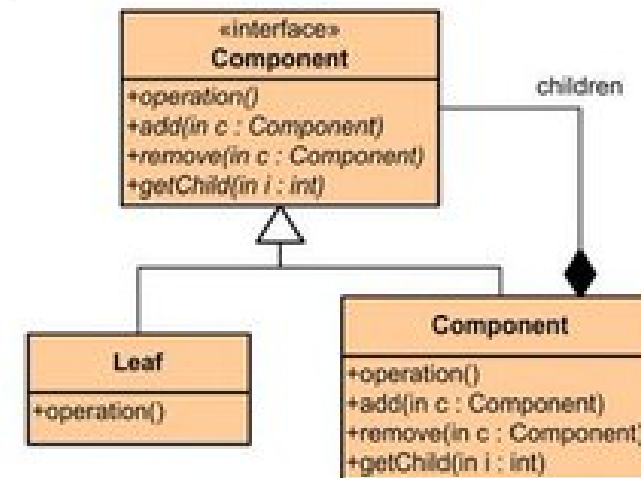 «interface»
Component
+operation()
+add(in c : Component)
+remove(in c : Component)
+getChild(in i : int)
children
Leaf
+operation()
Component
+operation()
+add(in c : Component)
+remove(in c : Component)
+getChild(in i : int)